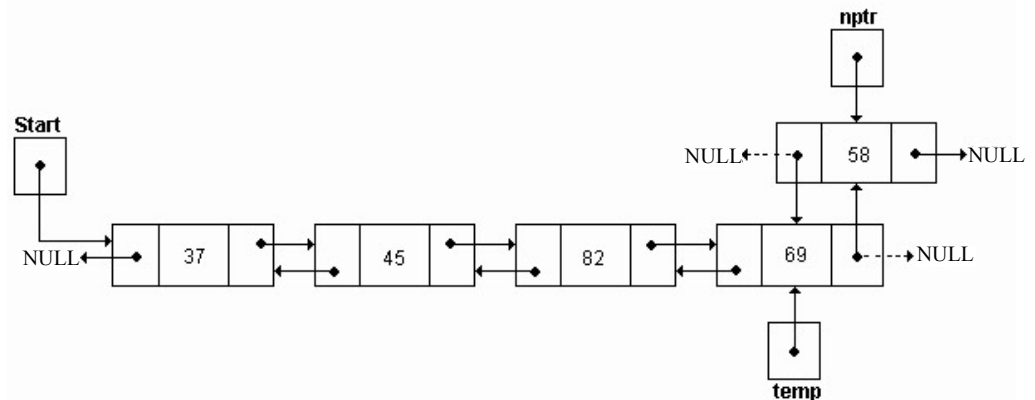 nptr
Start
NULL 58 NULL
NULL 37 45 82 69 NULL
temp